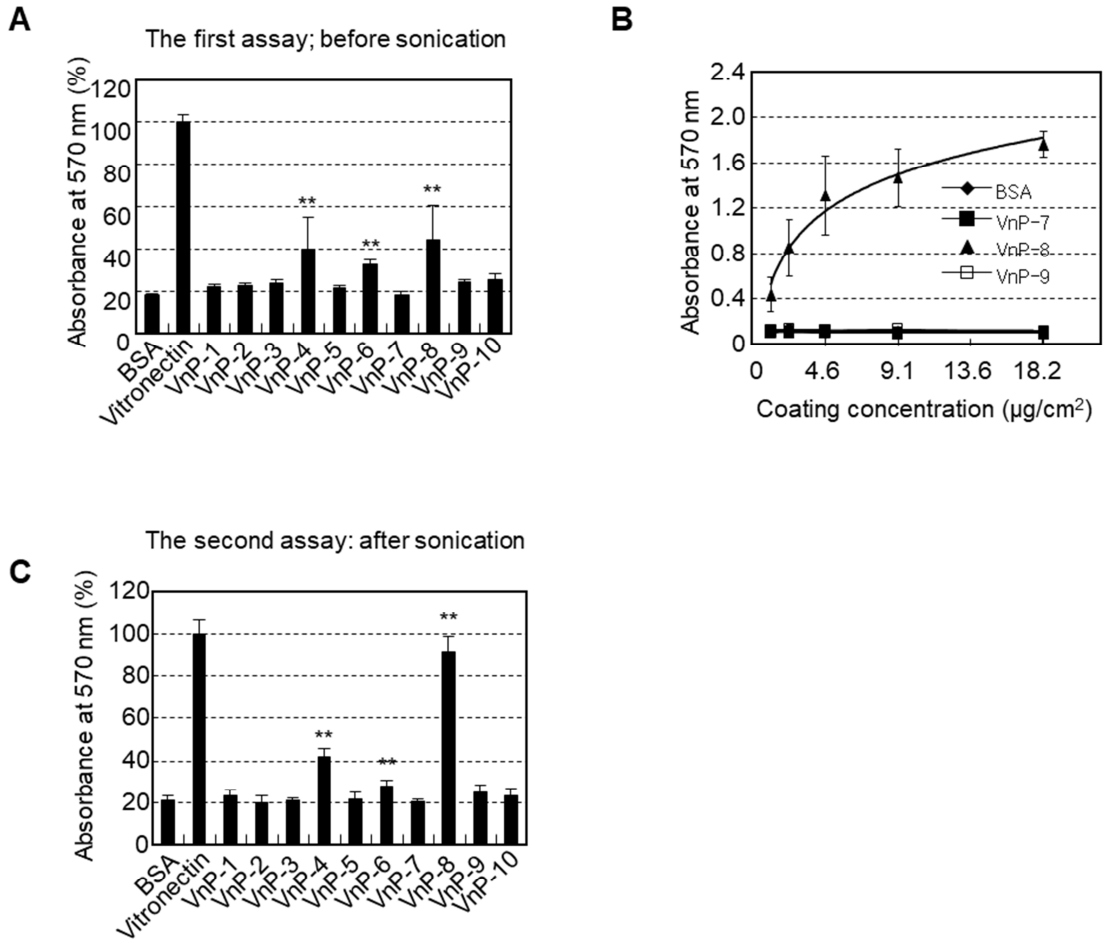 A
The first assay; before sonication
Absorbance at 570 nm (%)
120
100
80
60
40
20
0
**
**
**
BSA
Vitronectin
VnP-1
VnP-2
VnP-3
VnP-4
VnP-5
VnP-6
VnP-7
VnP-8
VnP-9
VnP-10
B
Absorbance at 570 nm
2.4
2.0
1.6
1.2
0.8
0.4
0
BSA
VnP-7
VnP-8
VnP-9
0 4.6 9.1 13.6 18.2
Coating concentration (µg/cm²)
The second assay: after sonication
C
Absorbance at 570 nm (%)
120
100
80
60
40
20
0
**
**
**
BSA
Vitronectin
VnP-1
VnP-2
VnP-3
VnP-4
VnP-5
VnP-6
VnP-7
VnP-8
VnP-9
VnP-10